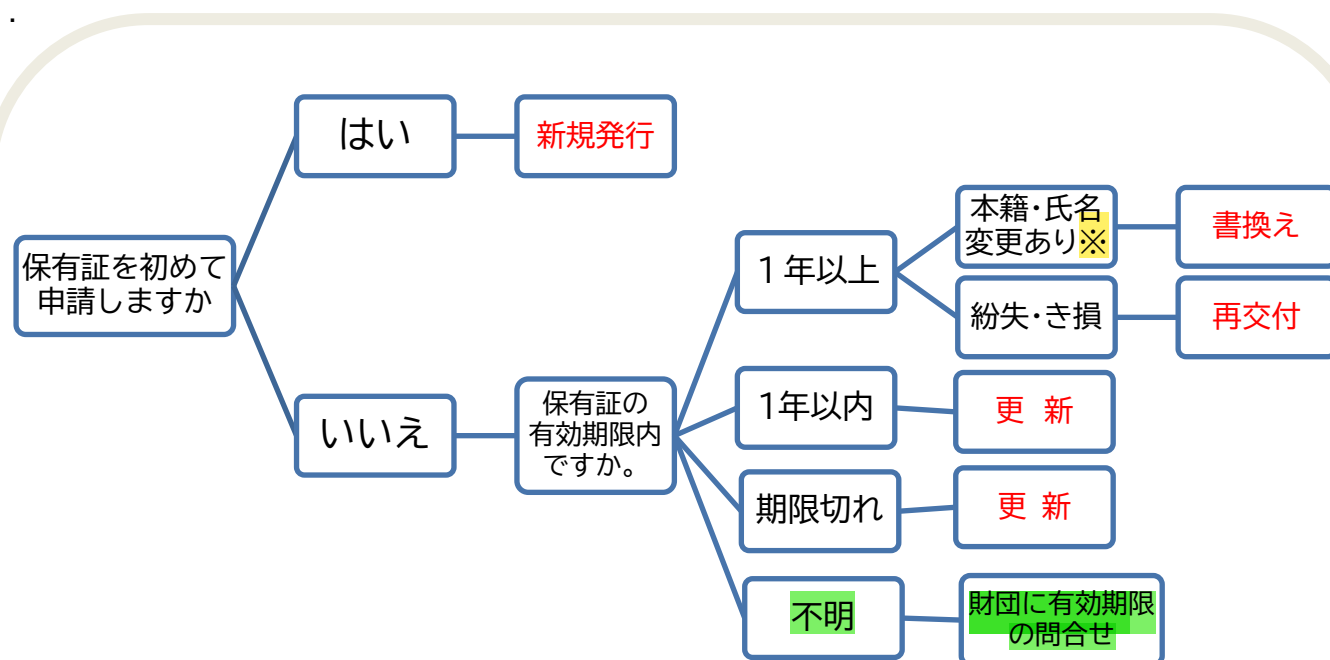 .
はい
新規発行
保有証を初めて
申請しますか
いいえ
保有証の
有効期限内
ですか。
１年以上
本籍・氏名
変更あり※
書換え
紛失・き損
再交付
1年以内
更 新
期限切れ
更 新
不明
財団に有効期限
の問合せ